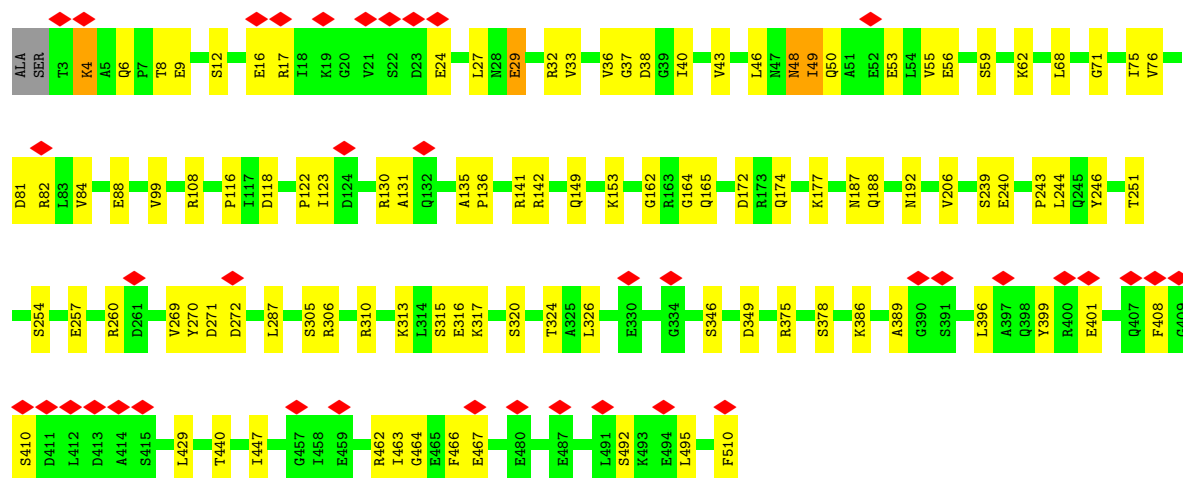 ALA SER T3 K4 A5 Q6 P7 T8 E9 S12 E16 R17 I18 K19 G20 V21 S22 D23 E24 L27 N28 E29 R32 V33 V36 G37 D38 G39 I40 V43 L46 N47 N48 I49 Q50 A51 E52 E53 L54 V55 E56 S59 K62 L68 G71 I75 V76
D81 R82 L83 V84 E88 V99 R108 P116 I117 D118 P122 I123 D124 R130 A131 Q132 A135 P136 R141 R142 Q149 K153 G162 R163 G164 Q165 D172 R173 Q174 K177 N187 Q188 N192 V206 S239 E240 P243 L244 Q245 Y246 T251
S254 E257 R260 D261 V269 Y270 D271 D272 L287 S305 R306 R310 K313 L314 S315 E316 K317 S320 T324 A325 L326 E330 G334 S346 D349 R375 S378 K386 A389 G390 S391 L396 A397 Q398 Y399 R400 E401 Q407 F408 G409
S410 D411 L412 D413 A414 S415 L429 T440 I447 G457 I458 E459 R462 I463 G464 E465 F466 E467 E480 E487 L491 S492 K493 E494 L495 F510